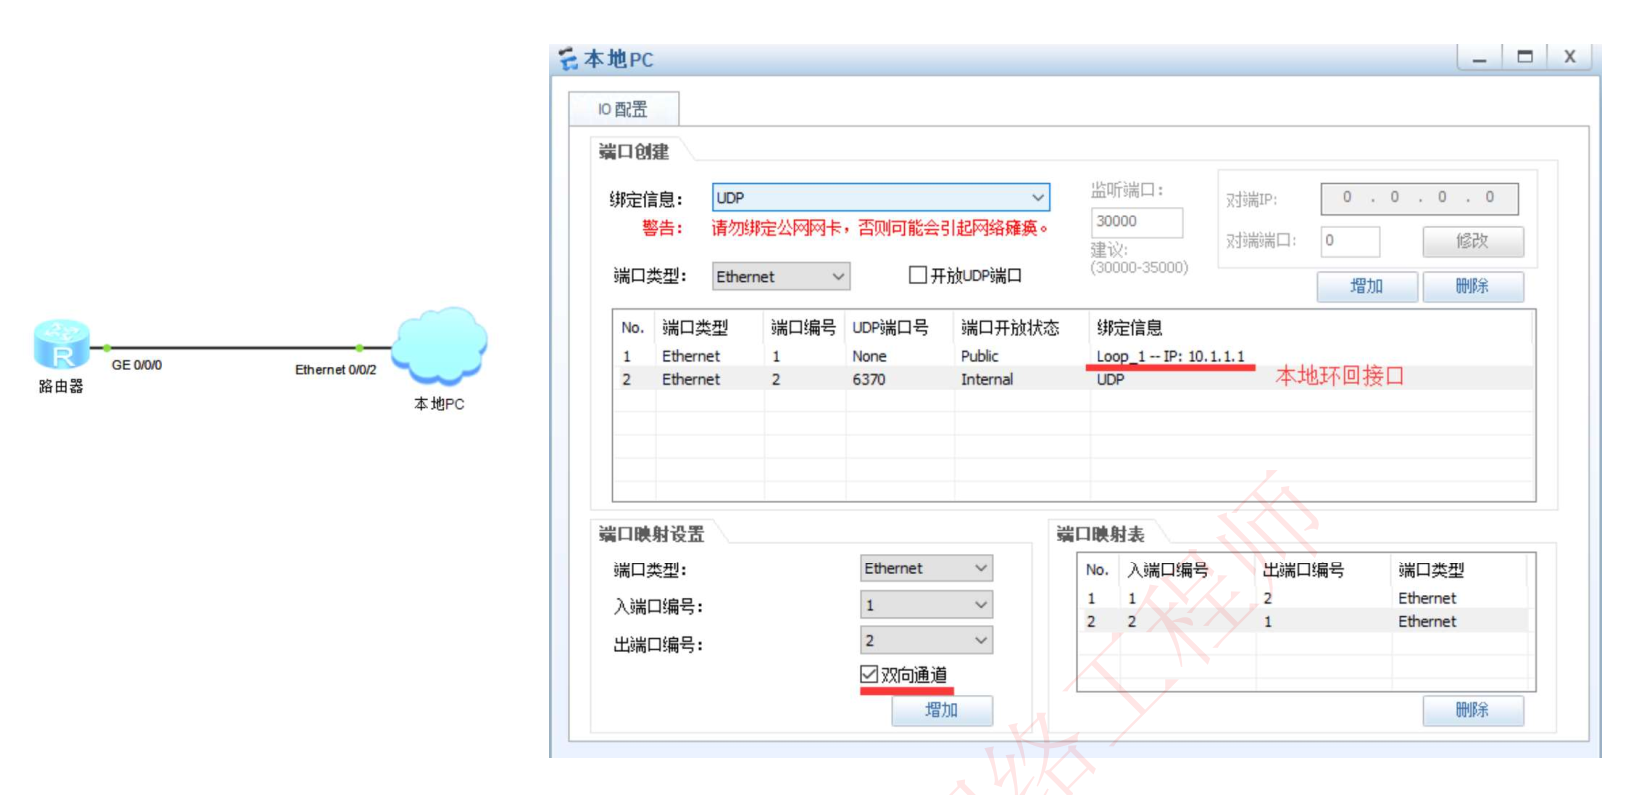 本地PC
IO 配置
端口创建
绑定信息： UDP
警告： 请勿绑定公网网卡，否则可能会引起网络瘫痪。
端口类型： Ethernet 开放UDP端口
监听端口：
30000
建议:
(30000-35000)
对端IP: 0 . 0 . 0 . 0
对端端口: 0 修改
增加 删除
No. 端口类型 端口编号 UDP端口号 端口开放状态 绑定信息
1 Ethernet 1 None Public Loop_1 -- IP: 10.1.1.1
2 Ethernet 2 6370 Internal UDP
本地环回接口
R
GE 0/0/0
路由器
Ethernet 0/0/2
本地PC
端口映射设置
端口类型： Ethernet
入端口编号： 1
出端口编号： 2
双向通道
增加
端口映射表
No. 入端口编号 出端口编号 端口类型
1 1 2 Ethernet
2 2 1 Ethernet
删除
网络工程师